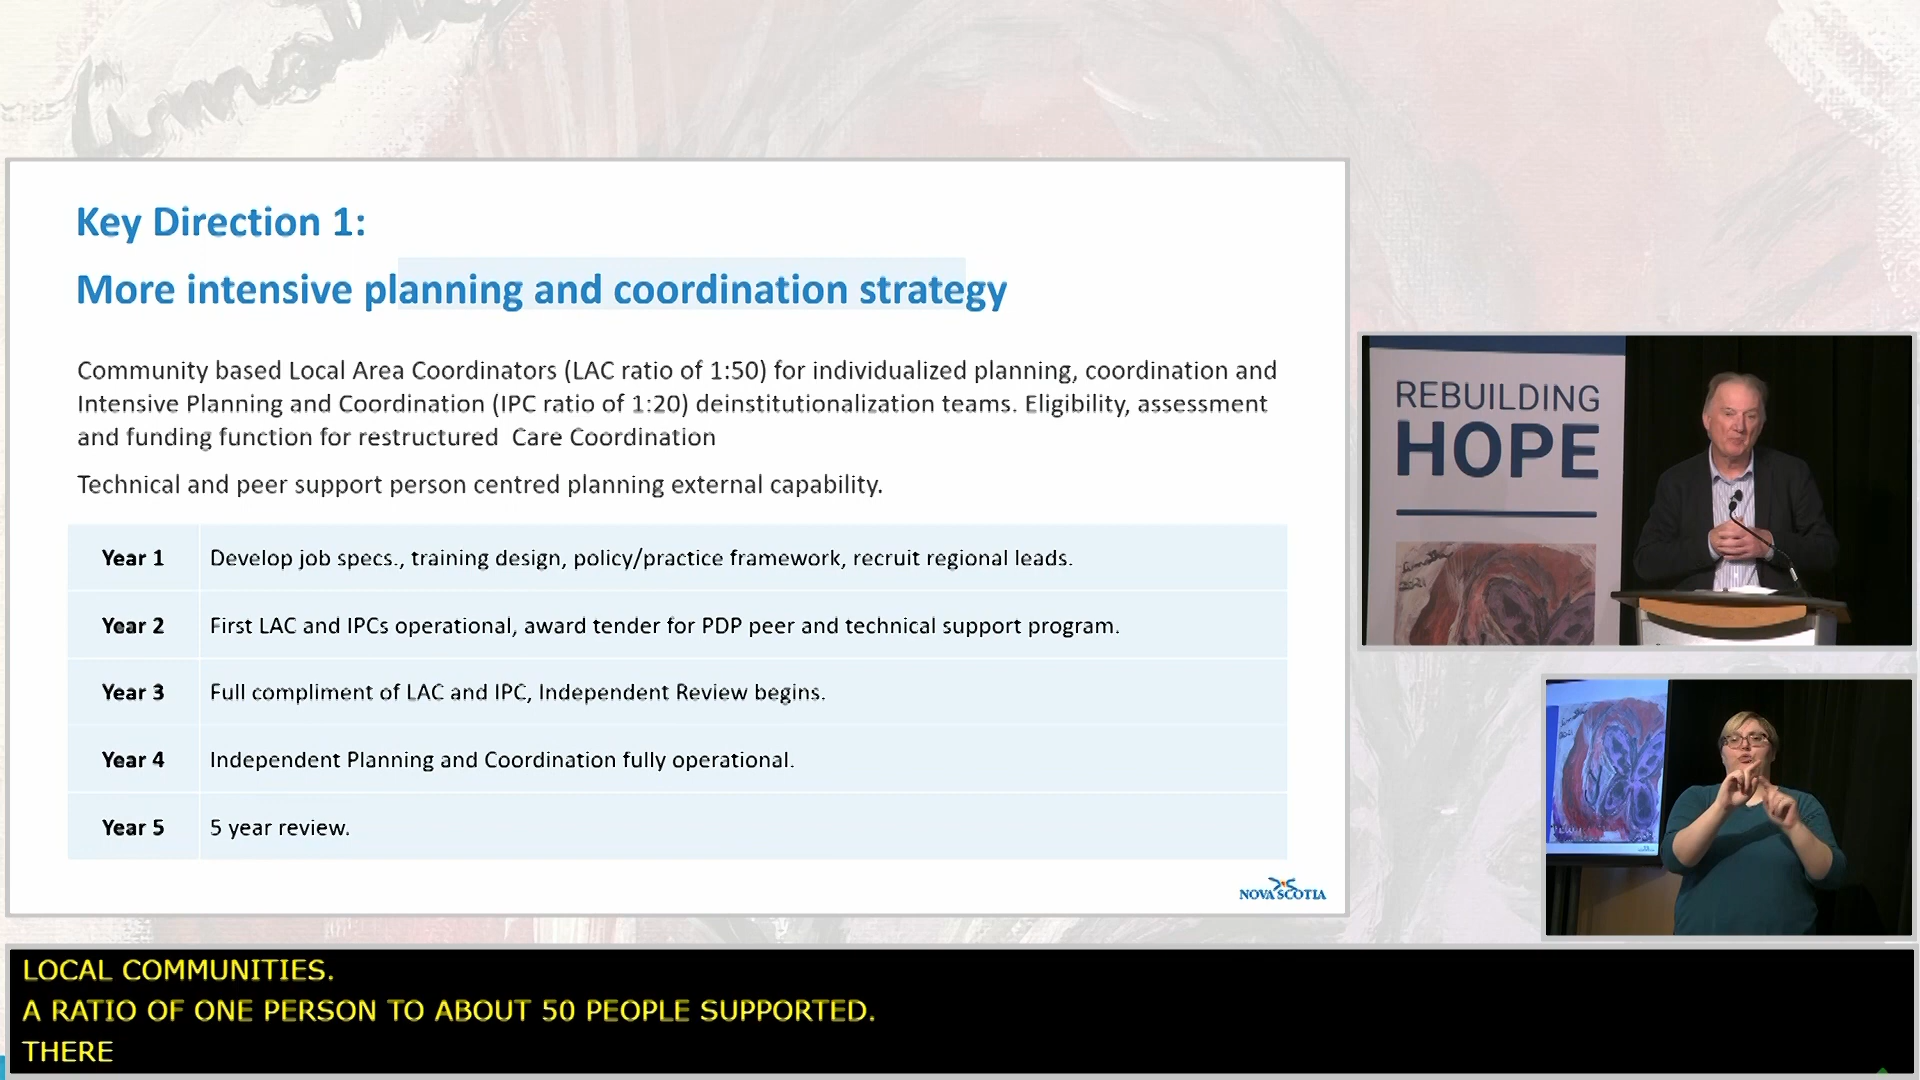 Key Direction 1:
More intensive planning and coordination strategy
Community based Local Area Coordinators (LAC ratio of 1:50) for individualized planning, coordination and
Intensive Planning and Coordination (IPC ratio of 1:20) deinstitutionalization teams. Eligibility, assessment
and funding function for restructured Care Coordination
Technical and peer support person centred planning external capability.
Year 1 Develop job specs., training design, policy/practice framework, recruit regional leads.
Year 2 First LAC and IPCs operational, award tender for PDP peer and technical support program.
Year 3 Full compliment of LAC and IPC, Independent Review begins.
Year 4 Independent Planning and Coordination fully operational.
Year 5 5 year review.
NOVA SCOTIA
REBUILDING
HOPE
LOCAL COMMUNITIES.
A RATIO OF ONE PERSON TO ABOUT 50 PEOPLE SUPPORTED.
THERE